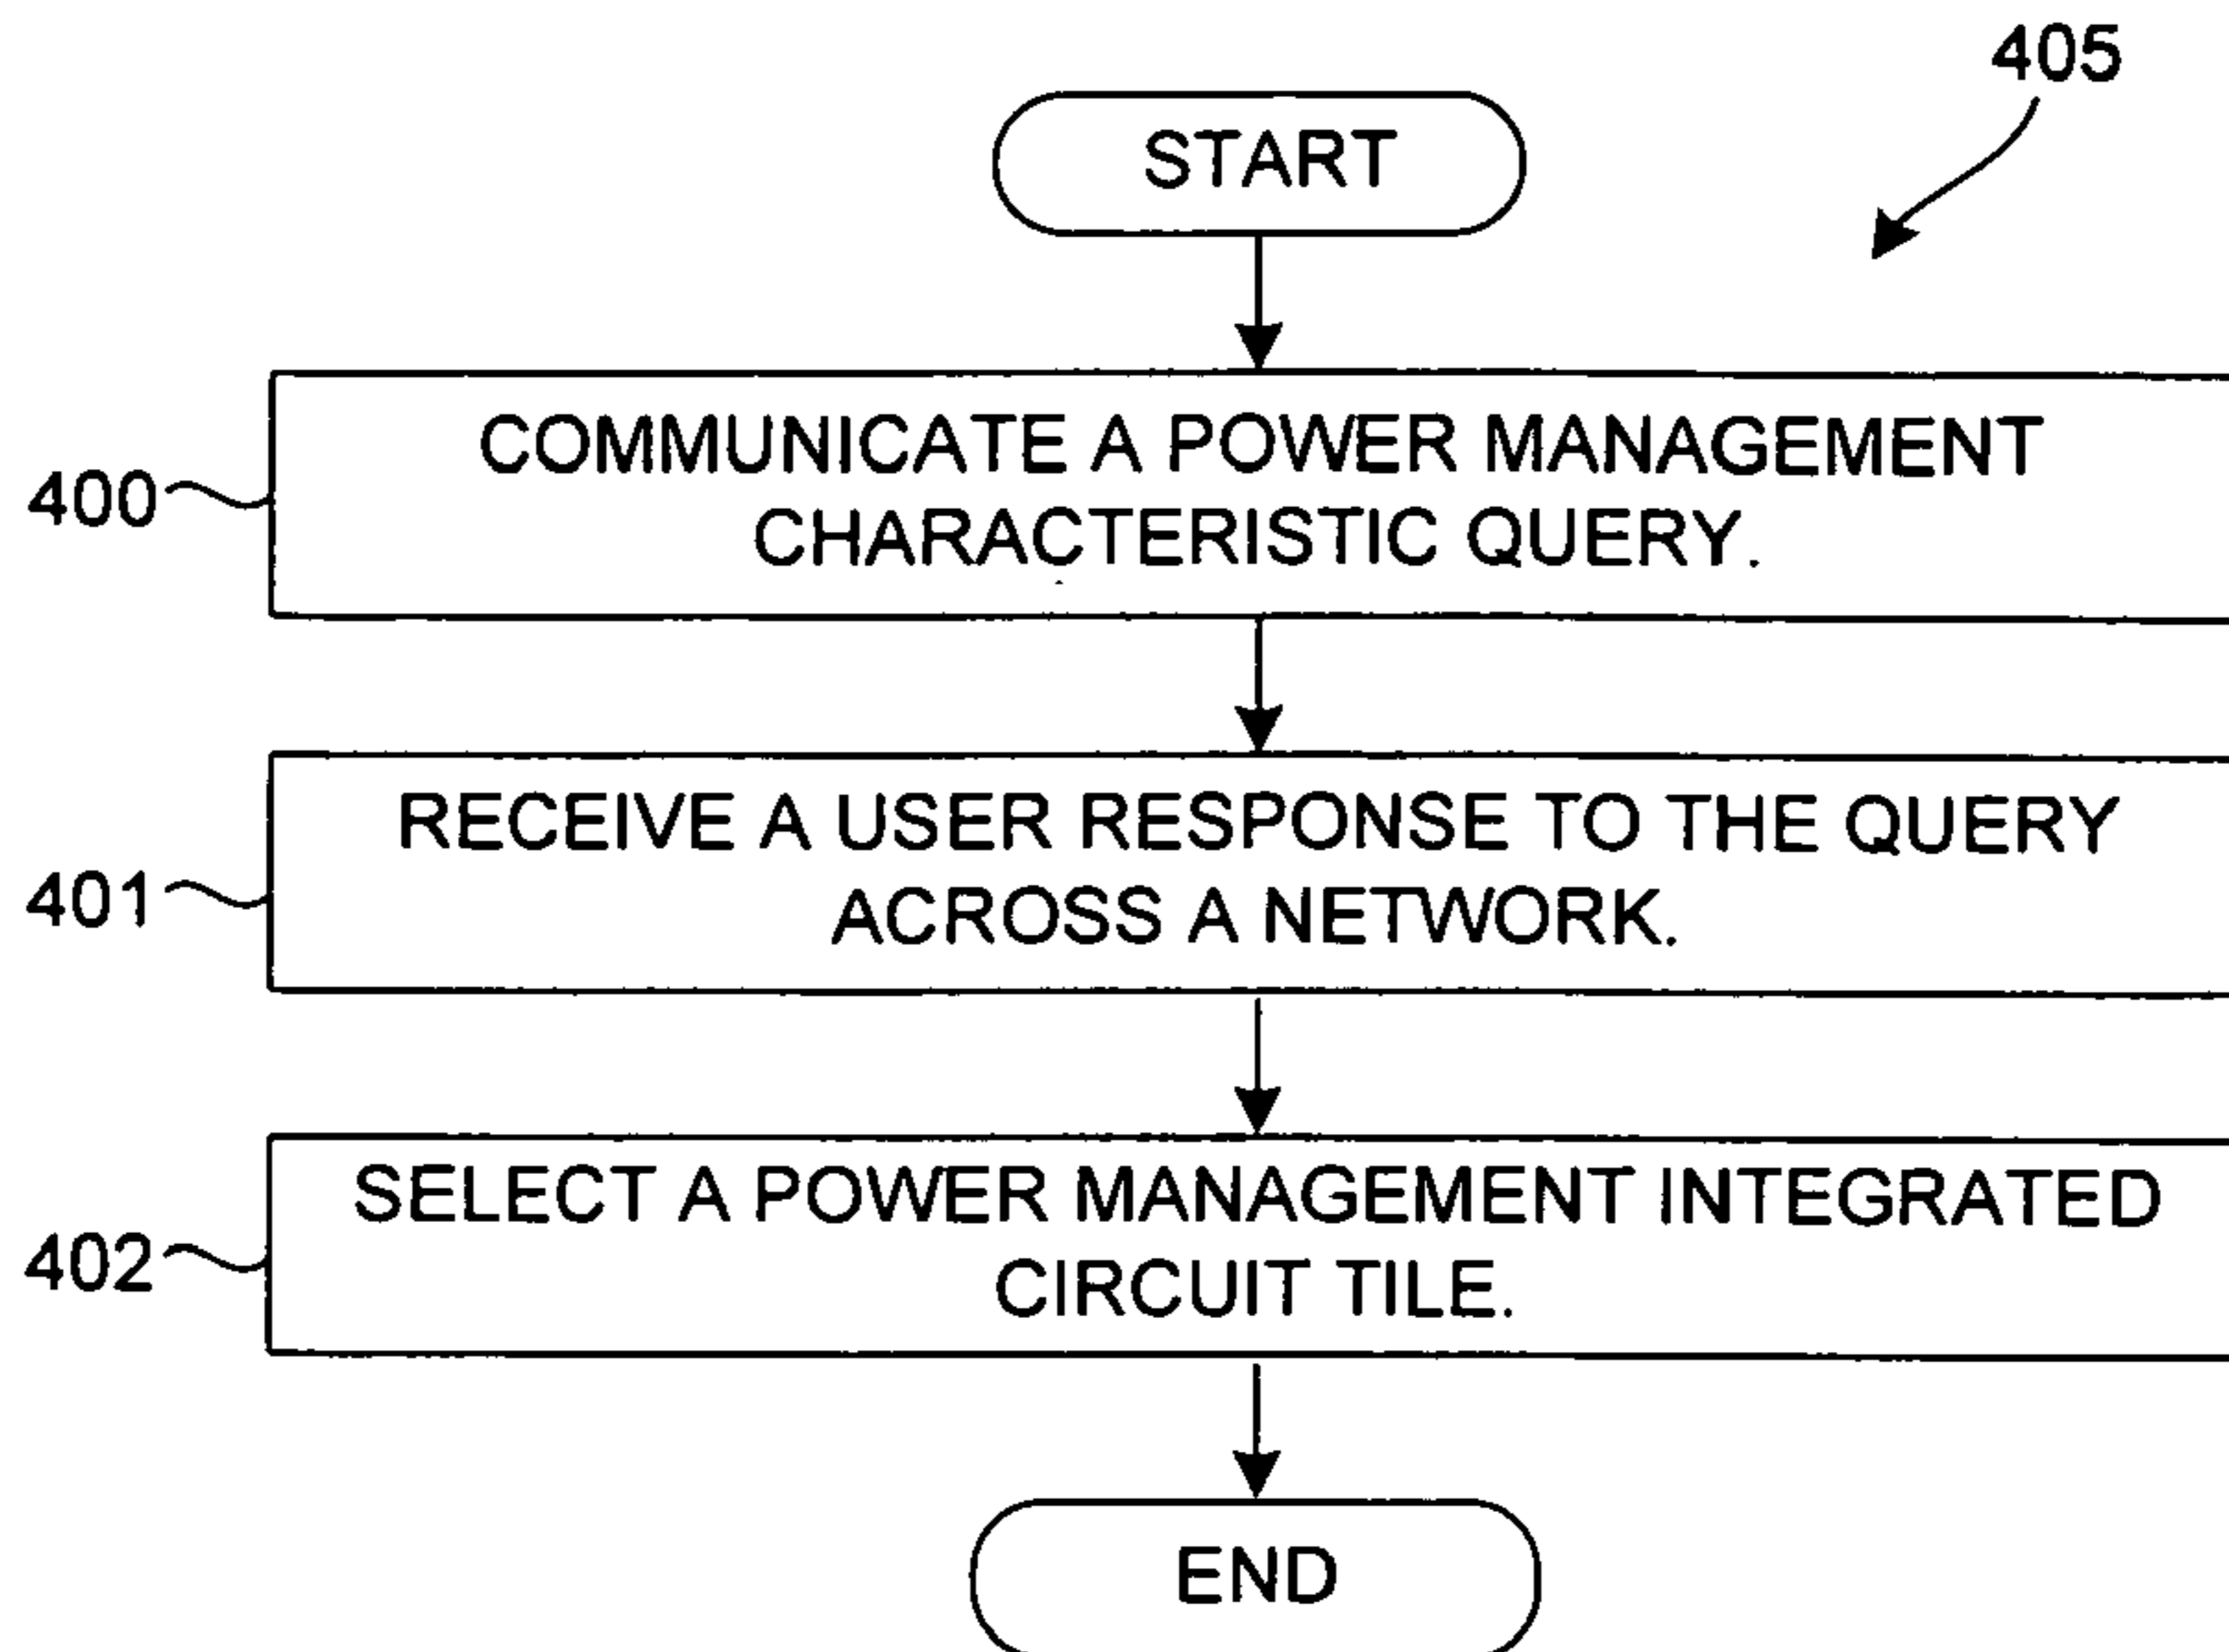 405
START
400
COMMUNICATE A POWER MANAGEMENT
CHARACTERISTIC QUERY.
401
RECEIVE A USER RESPONSE TO THE QUERY
ACROSS A NETWORK.
402
SELECT A POWER MANAGEMENT INTEGRATED
CIRCUIT TILE.
END